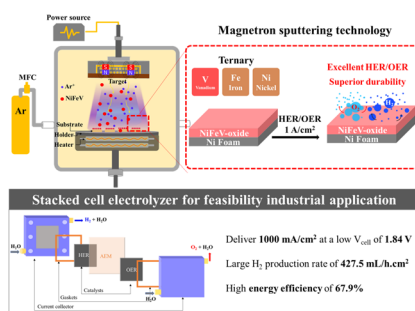 Power source
Magnetron sputtering technology
MFC
Ar
Target
Ar⁺
NiFeV
Substrate
Holder
Heater
Ternary
V
Vanadium
Fe
Iron
Ni
Nickel
Excellent HER/OER
Superior durability
NiFeV-oxide
Ni Foam
HER/OER
1 A/cm²
O₂
H₂
NiFeV-oxide
Ni Foam
Stacked cell electrolyzer for feasibility industrial application
H₂ + H₂O
H₂O
HER
AEM
OER
O₂ + H₂O
H₂O
Catalysts
Gaskets
Current collector
Deliver 1000 mA/cm² at a low Vcell of 1.84 V
Large H₂ production rate of 427.5 mL/h.cm²
High energy efficiency of 67.9%